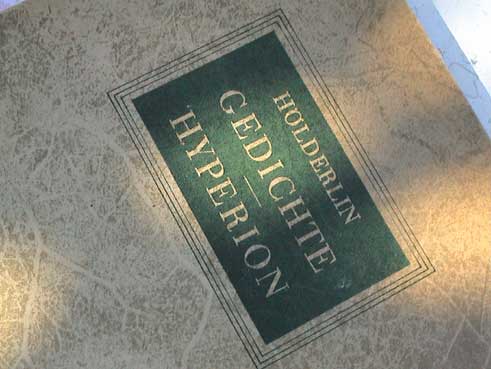 HÖLDERLIN
GEDICHTE
—
HYPERION